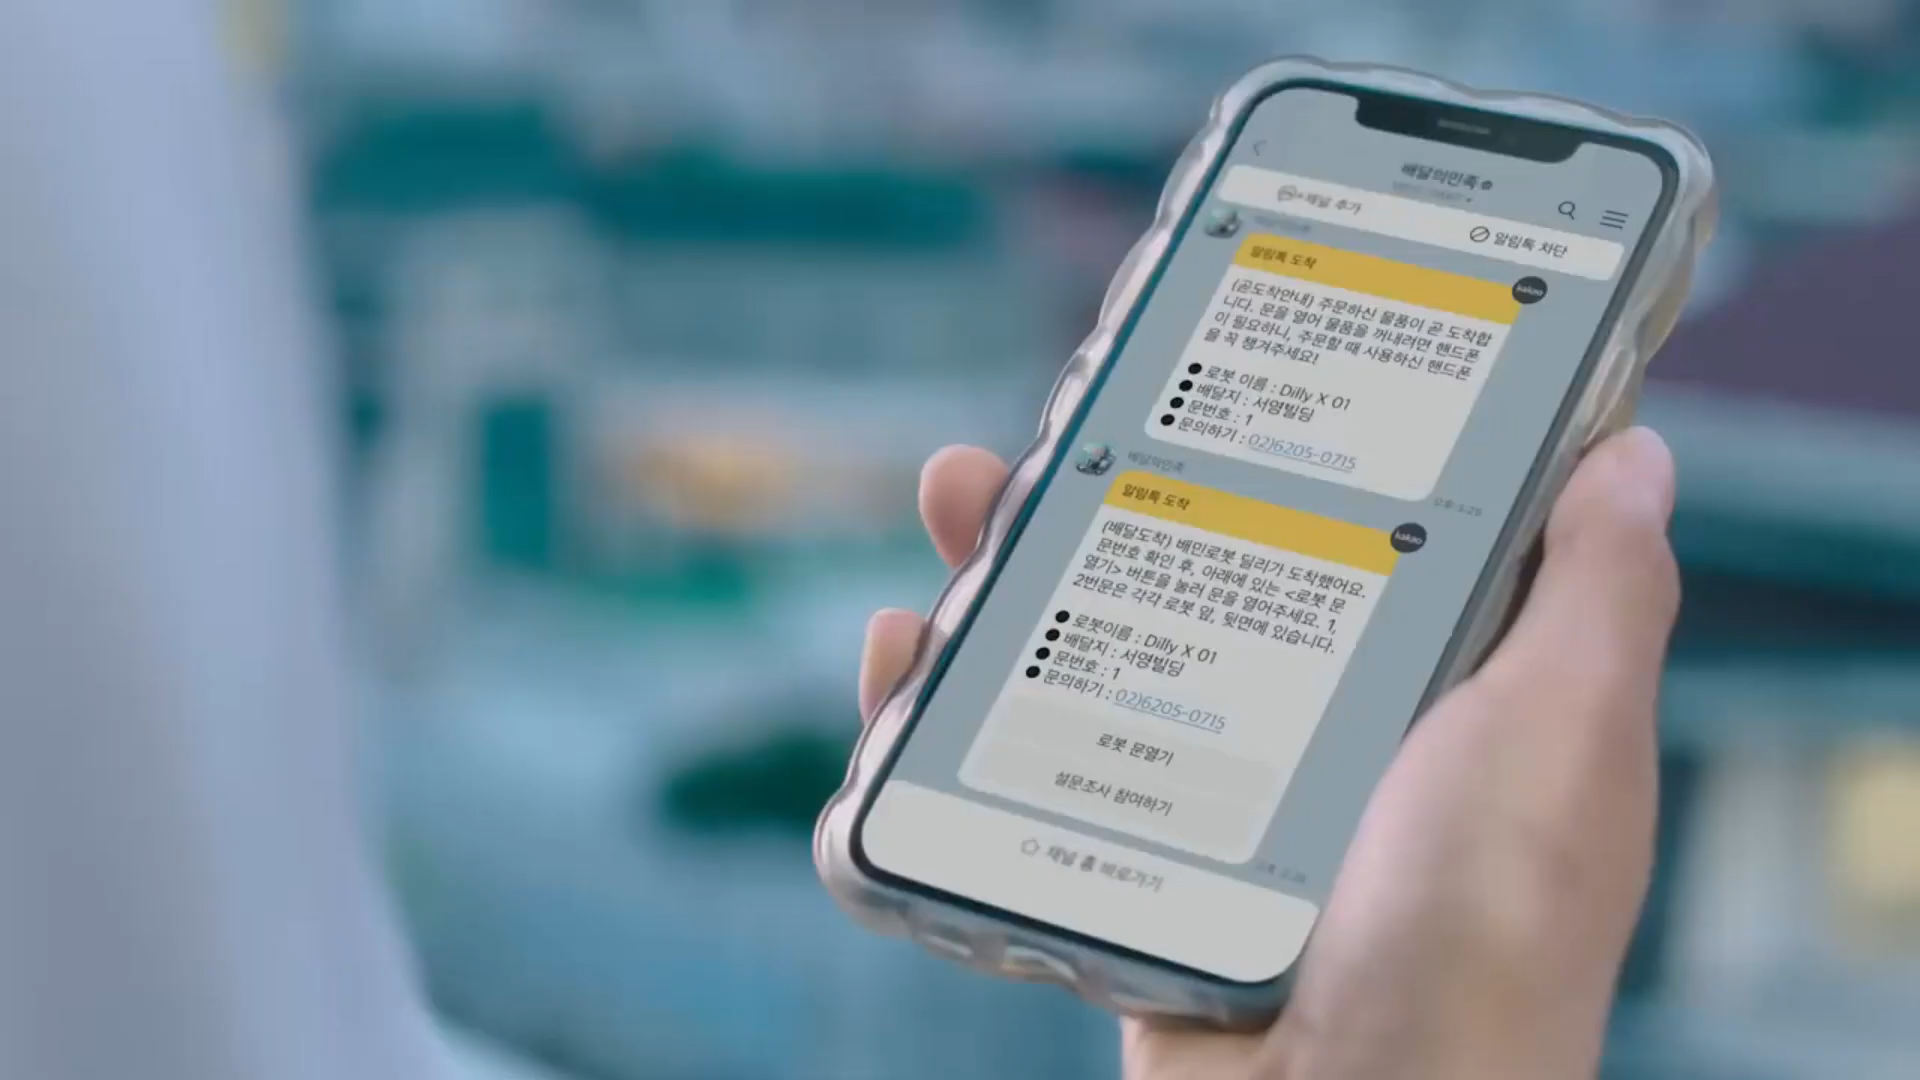 배달의민족
채널 추가
알림톡 차단
알림톡 도착
kakao
(곧도착안내) 주문하신 물품이 곧 도착합
니다. 문을 열어 물품을 꺼내려면 핸드폰
이 필요하니, 주문할 때 사용하신 핸드폰
을 꼭 챙겨주세요!
● 로봇 이름 : Dilly X 01
● 배달지 : 서영빌딩
● 문번호 : 1
● 문의하기 : 02)6205-0715
배달의민족
알림톡 도착
kakao
(배달도착) 배민로봇 딜리가 도착했어요.
문번호 확인 후, 아래에 있는 <로봇 문
열기> 버튼을 눌러 문을 열어주세요. 1,
2번문은 각각 로봇 앞, 뒷면에 있습니다.
● 로봇이름 : Dilly X 01
● 배달지 : 서영빌딩
● 문번호 : 1
● 문의하기 : 02)6205-0715
로봇 문열기
설문조사 참여하기
채널 홈 바로가기